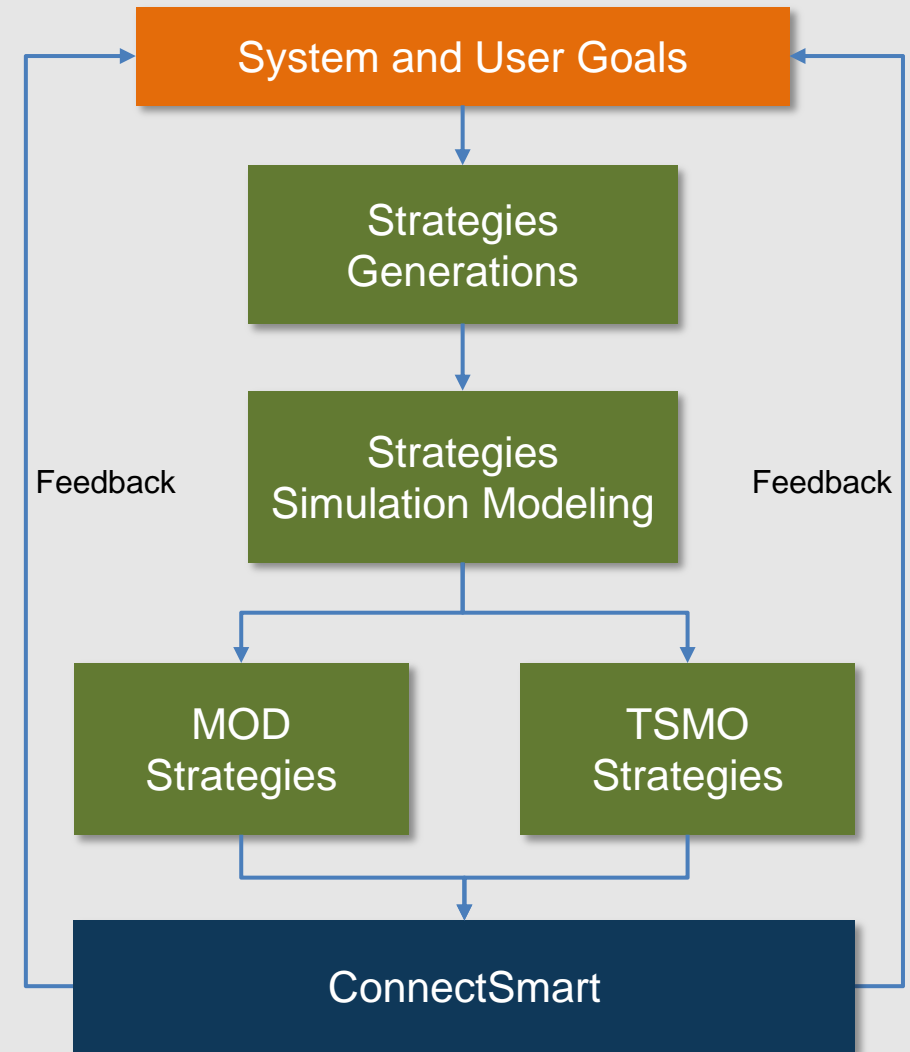 System and User Goals
Strategies
Generations
Strategies
Simulation Modeling
Feedback
Feedback
MOD
Strategies
TSMO
Strategies
ConnectSmart